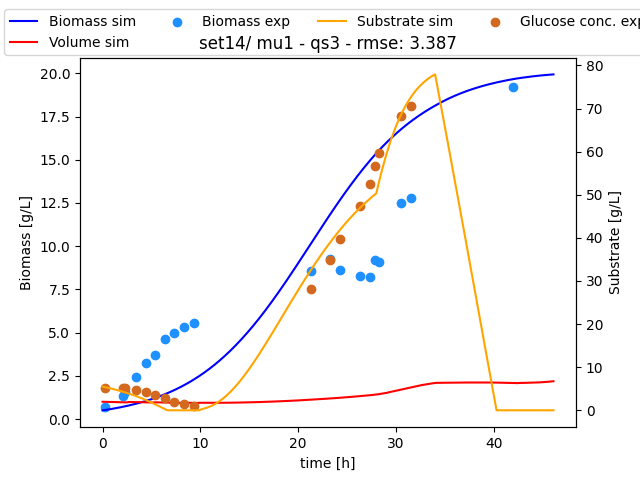 Biomass sim Biomass exp Substrate sim Glucose conc. exp
Volume sim
set14/ mu1 - qs3 - rmse: 3.387
20.0
17.5
15.0
12.5
10.0
7.5
5.0
2.5
0.0
Biomass [g/L]
80
70
60
50
40
30
20
10
0
Substrate [g/L]
0 10 20 30 40
time [h]